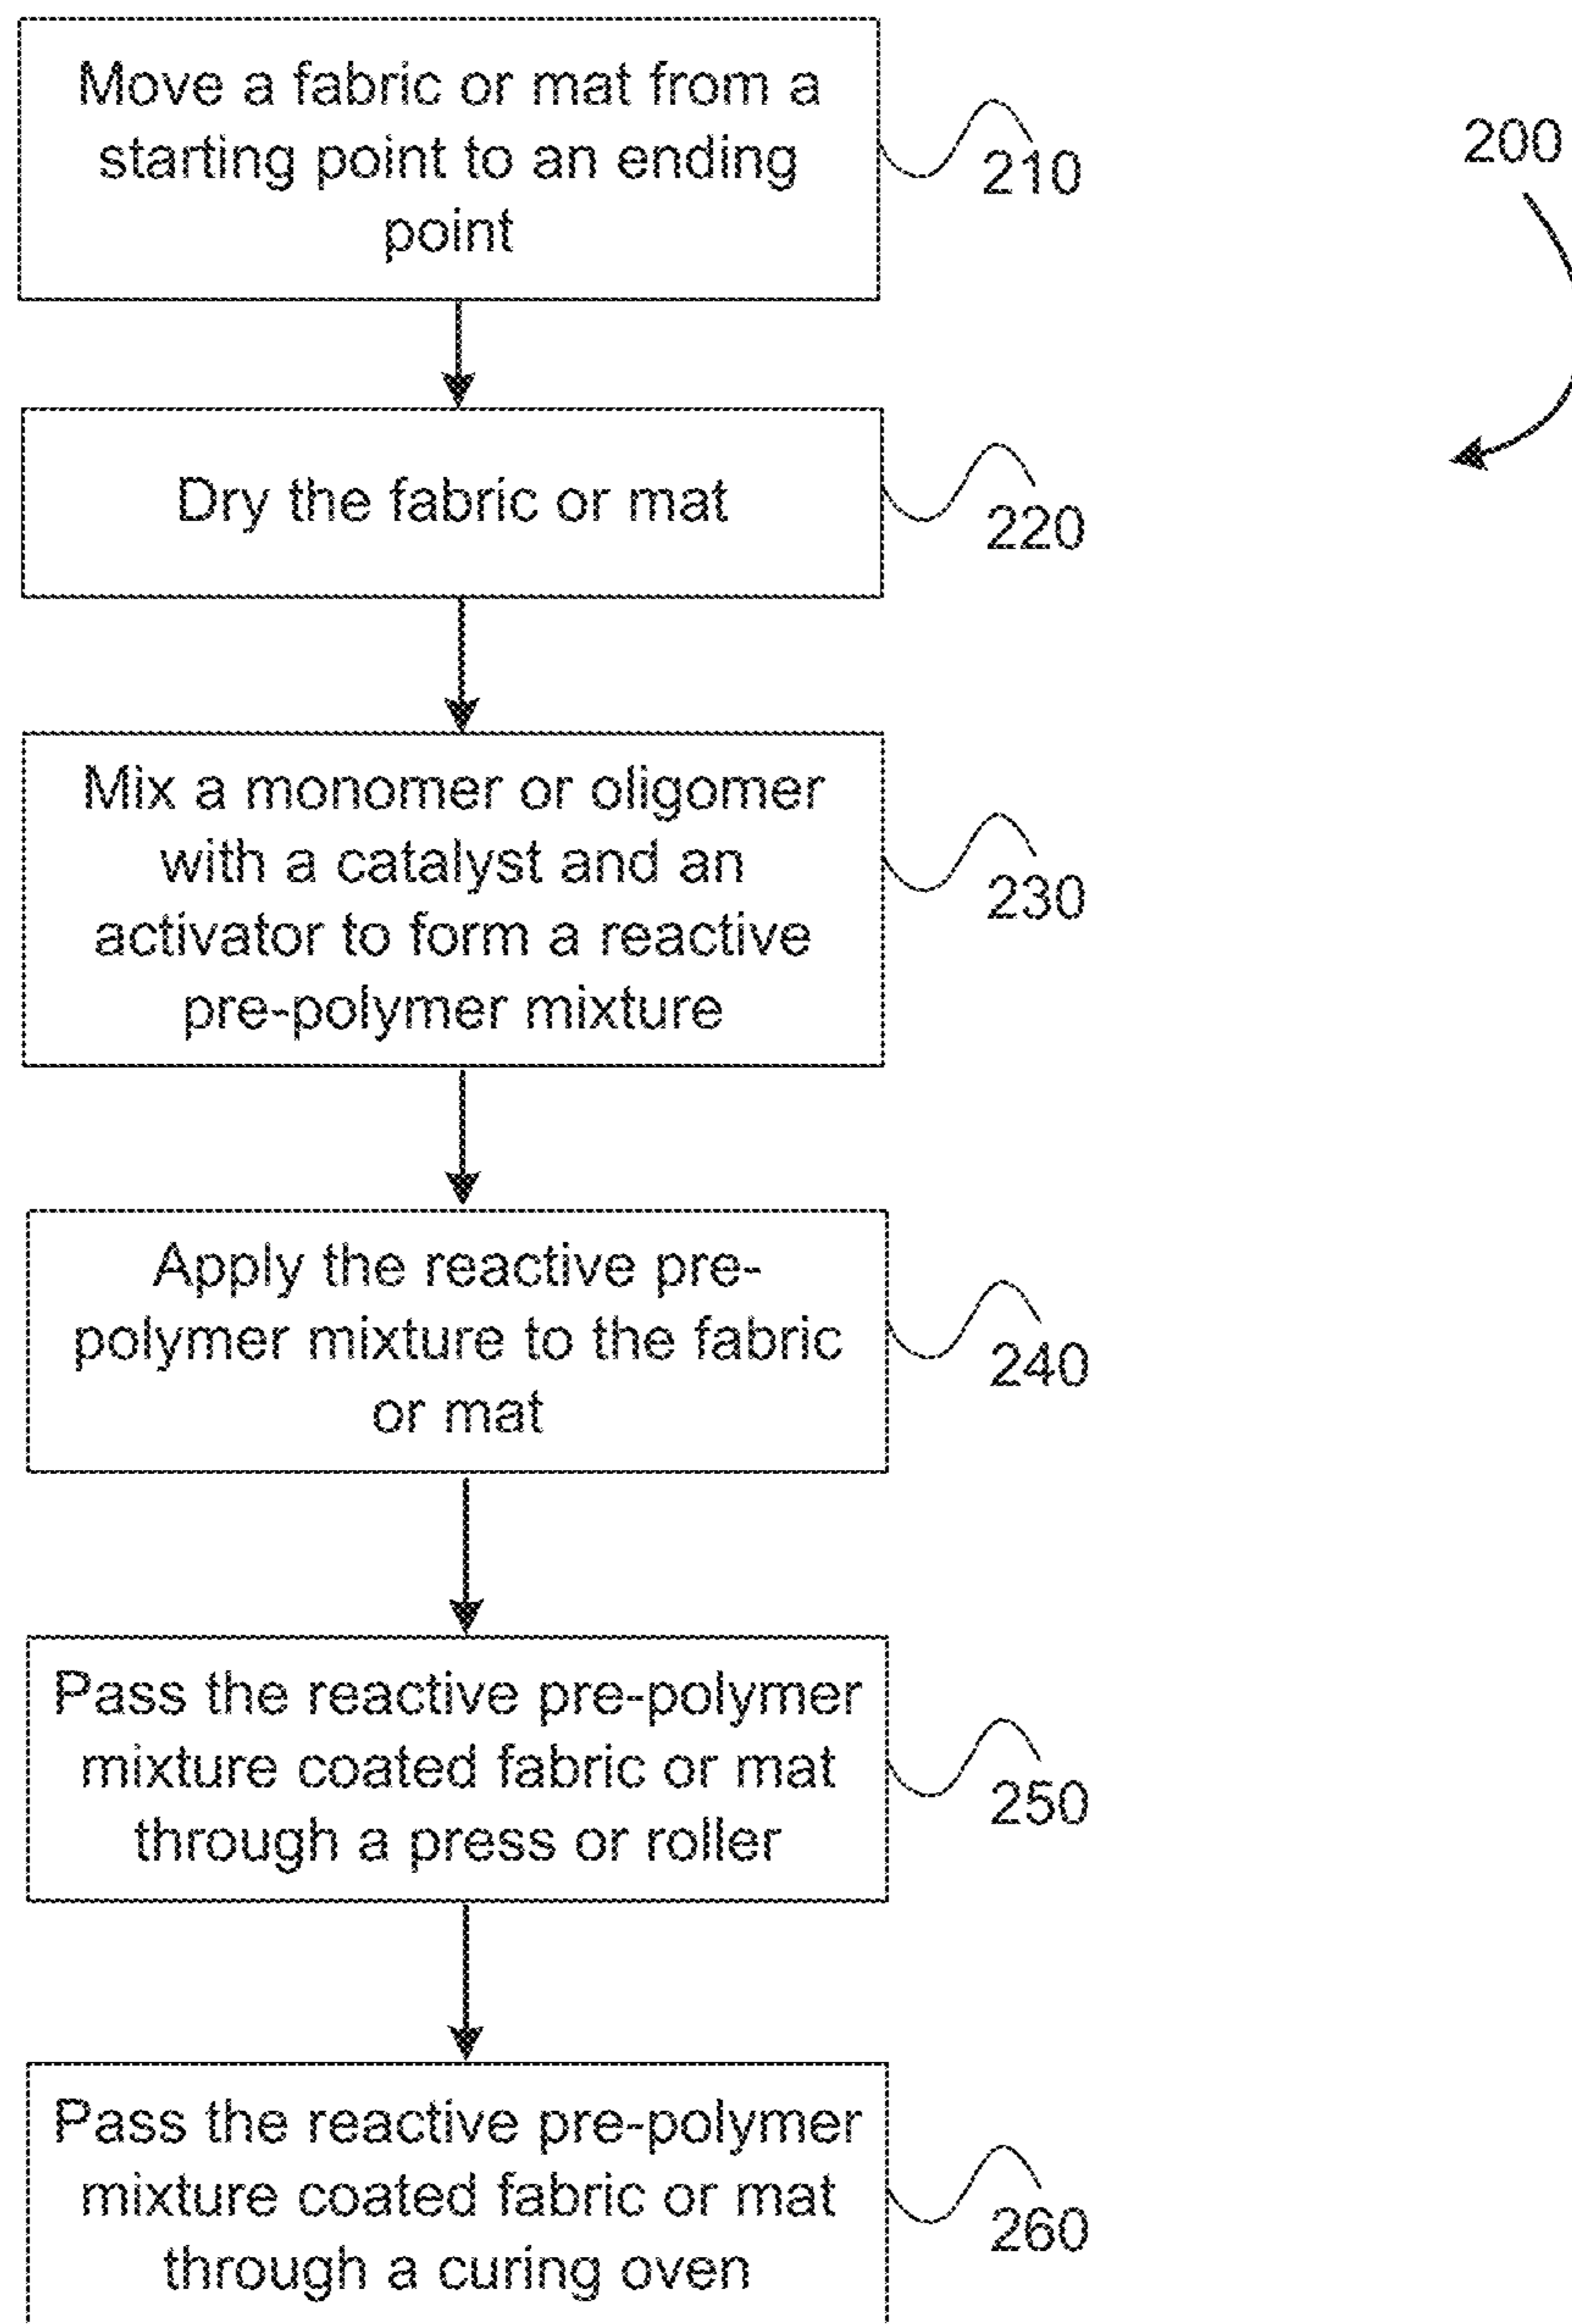 Move a fabric or mat from a
starting point to an ending
point
210
200
Dry the fabric or mat
220
Mix a monomer or oligomer
with a catalyst and an
activator to form a reactive
pre-polymer mixture
230
Apply the reactive pre-
polymer mixture to the fabric
or mat
240
Pass the reactive pre-polymer
mixture coated fabric or mat
through a press or roller
250
Pass the reactive pre-polymer
mixture coated fabric or mat
through a curing oven
260